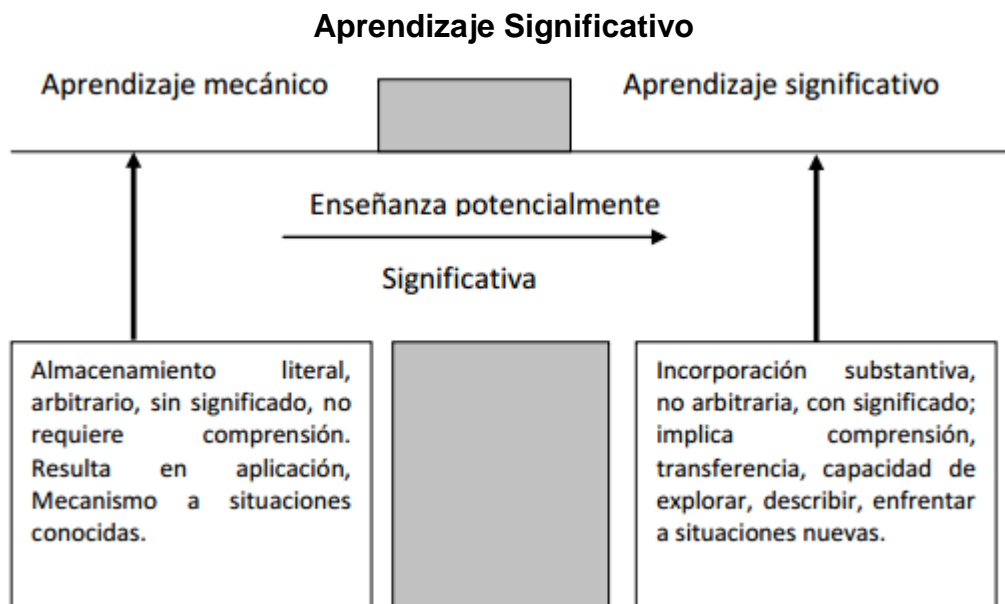 Aprendizaje Significativo
Aprendizaje mecánico
Aprendizaje significativo
Enseñanza potencialmente
Significativa
Almacenamiento literal,
arbitrario, sin significado, no
requiere comprensión.
Resulta en aplicación,
Mecanismo a situaciones
conocidas.
Incorporación substantiva,
no arbitraria, con significado;
implica comprensión,
transferencia, capacidad de
explorar, describir, enfrentar
a situaciones nuevas.